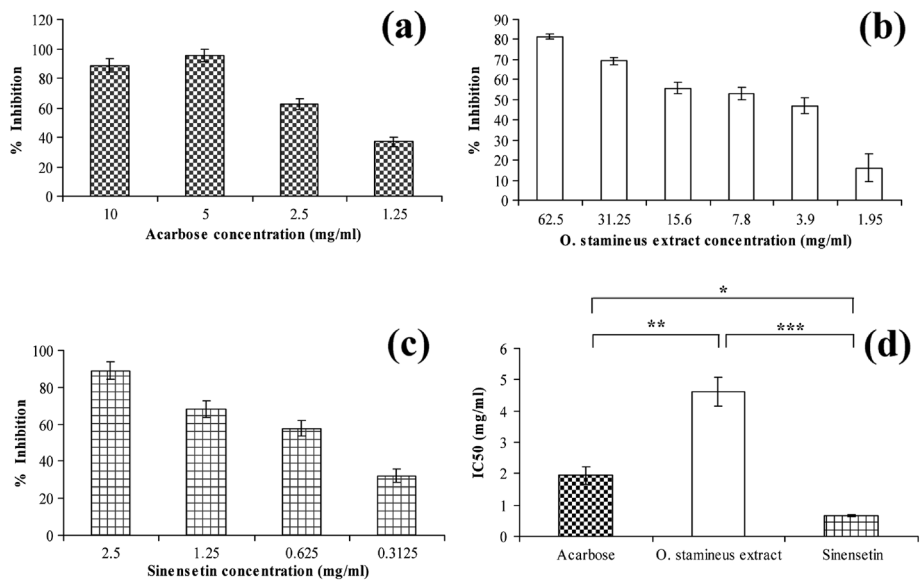 (a)
120
100
80
60
40
20
0
% Inhibition
10 5 2.5 1.25
Acarbose concentration (mg/ml)
(b)
90
80
70
60
50
40
30
20
10
0
% Inhibition
62.5 31.25 15.6 7.8 3.9 1.95
O. stamineus extract concentration (mg/ml)
(c)
100
80
60
40
20
0
% Inhibition
2.5 1.25 0.625 0.3125
Sinensetin concentration (mg/ml)
*
** ***
(d)
6
5
4
3
2
1
0
IC50 (mg/ml)
Acarbose O. stamineus extract Sinensetin